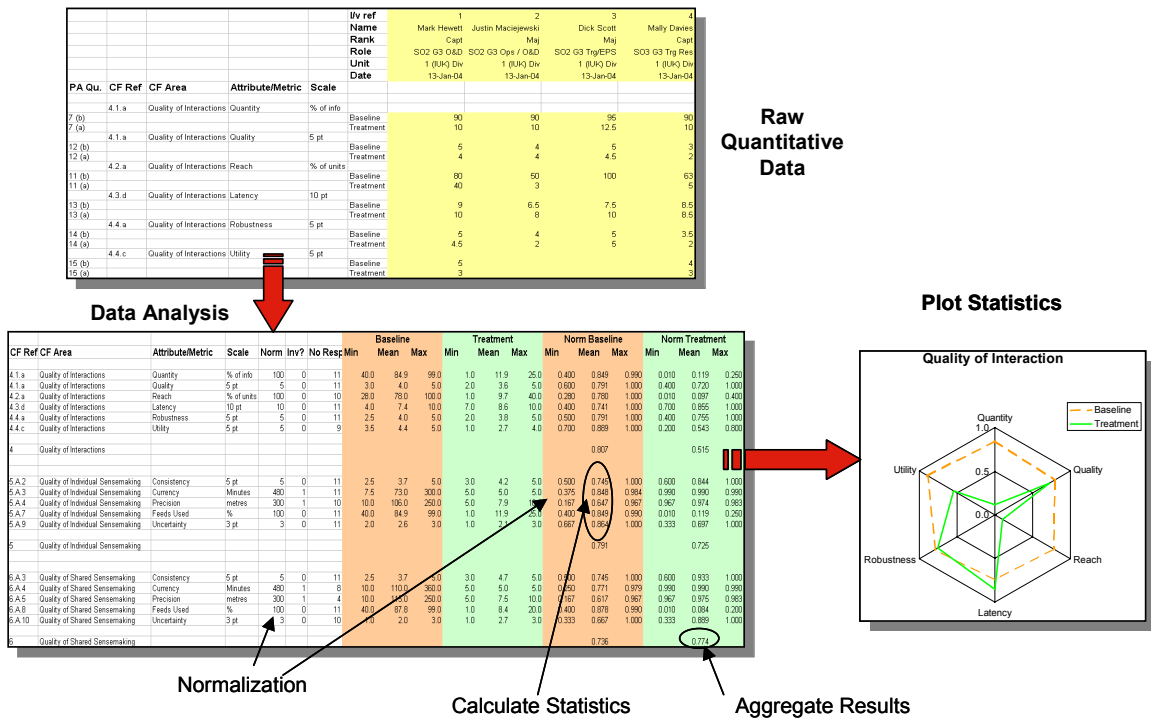 I/v ref 1 2 3 4
Name Mark Hewett Justin Maciejewski Dick Scott Mally Davies
Rank Capt Maj Maj Capt
Role SO2 G3 O&D SO2 G3 Ops / O&D SO2 G3 Trg/EPS SO3 G3 Trg Res
Unit 1 (IUK) Div 1 (IUK) Div 1 (IUK) Div 1 (IUK) Div
Date 13-Jan-04 13-Jan-04 13-Jan-04 13-Jan-04
PA Qu. CF Ref CF Area Attribute/Metric Scale
4.1.a Quality of Interactions Quantity % of info
7 (b) Baseline 90 90 95 90
7 (a) Treatment 10 10 12.5 10
4.1.a Quality of Interactions Quality 5 pt
12 (b) Baseline 5 4 5 3
12 (a) Treatment 4 4 4.5 2
4.2.a Quality of Interactions Reach % of units
11 (b) Baseline 80 50 100 63
11 (a) Treatment 40 3 5
4.3.d Quality of Interactions Latency 10 pt
13 (b) Baseline 9 6.5 7.5 8.5
13 (a) Treatment 10 8 10 8.5
4.4.a Quality of Interactions Robustness 5 pt
14 (b) Baseline 5 4 5 3.5
14 (a) Treatment 4.5 2 5 2
4.4.c Quality of Interactions Utility 5 pt
15 (b) Baseline 5 4
15 (a) Treatment 3 3
Raw
Quantitative
Data
Data Analysis
Baseline Treatment Norm Baseline Norm Treatment
CF Ref CF Area Attribute/Metric Scale Norm Inv? No Resp Min Mean Max Min Mean Max Min Mean Max Min Mean Max
4.1.a Quality of Interactions Quantity % of info 100 0 11 40.0 84.9 99.0 1.0 11.9 25.0 0.400 0.849 0.990 0.010 0.119 0.250
4.1.a Quality of Interactions Quality 5 pt 5 0 11 3.0 4.0 5.0 2.0 3.6 5.0 0.600 0.791 1.000 0.400 0.720 1.000
4.2.a Quality of Interactions Reach % of units 100 0 10 28.0 78.0 100.0 1.0 9.7 40.0 0.280 0.780 1.000 0.010 0.097 0.400
4.3.d Quality of Interactions Latency 10 pt 10 0 11 4.0 7.4 10.0 7.0 8.6 10.0 0.400 0.741 1.000 0.700 0.855 1.000
4.4.a Quality of Interactions Robustness 5 pt 5 0 11 2.5 4.0 5.0 2.0 3.8 5.0 0.500 0.791 1.000 0.400 0.755 1.000
4.4.c Quality of Interactions Utility 5 pt 5 0 9 3.5 4.4 5.0 1.0 2.7 4.0 0.700 0.889 1.000 0.200 0.543 0.800
4 Quality of Interactions 0.807 0.515
5.A.2 Quality of Individual Sensemaking Consistency 5 pt 5 0 11 2.5 3.7 5.0 3.0 4.2 5.0 0.500 0.745 1.000 0.600 0.844 1.000
5.A.3 Quality of Individual Sensemaking Currency Minutes 480 1 11 7.5 73.0 300.0 5.0 5.0 5.0 0.375 0.848 0.984 0.990 0.990 0.990
5.A.4 Quality of Individual Sensemaking Precision metres 300 1 10 10.0 106.0 250.0 5.0 7.9 0.167 0.647 0.967 0.967 0.974 0.983
5.A.7 Quality of Individual Sensemaking Feeds Used % 100 1 11 40.0 84.9 99.0 1.0 11.9 25.0 0.400 0.849 0.990 0.010 0.119 0.250
5.A.9 Quality of Individual Sensemaking Uncertainty 3 pt 3 0 11 2.0 2.6 3.0 1.0 2.1 3.0 0.667 0.864 1.000 0.333 0.697 1.000
5 Quality of Individual Sensemaking 0.791 0.725
6.A.3 Quality of Shared Sensemaking Consistency 5 pt 5 0 11 2.5 3.7 5.0 3.0 4.7 5.0 0.500 0.745 1.000 0.600 0.933 1.000
6.A.4 Quality of Shared Sensemaking Currency Minutes 480 1 8 10.0 110.0 360.0 5.0 5.0 5.0 0.250 0.771 0.979 0.990 0.990 0.990
6.A.5 Quality of Shared Sensemaking Precision metres 300 1 4 10.0 115.0 250.0 5.0 7.5 10.0 0.167 0.617 0.967 0.967 0.975 0.983
6.A.8 Quality of Shared Sensemaking Feeds Used % 100 0 11 40.0 87.8 99.0 1.0 8.4 20.0 0.400 0.878 0.990 0.010 0.084 0.200
6.A.10 Quality of Shared Sensemaking Uncertainty 3 pt 3 0 10 1.0 2.0 3.0 1.0 2.7 3.0 0.333 0.667 1.000 0.333 0.889 1.000
6 Quality of Shared Sensemaking 0.736 0.774
Normalization
Calculate Statistics
Aggregate Results
Plot Statistics
Quality of Interaction
Baseline
Treatment
Quantity
1.0
Utility
Quality
0.5
0.0
Robustness
Reach
Latency